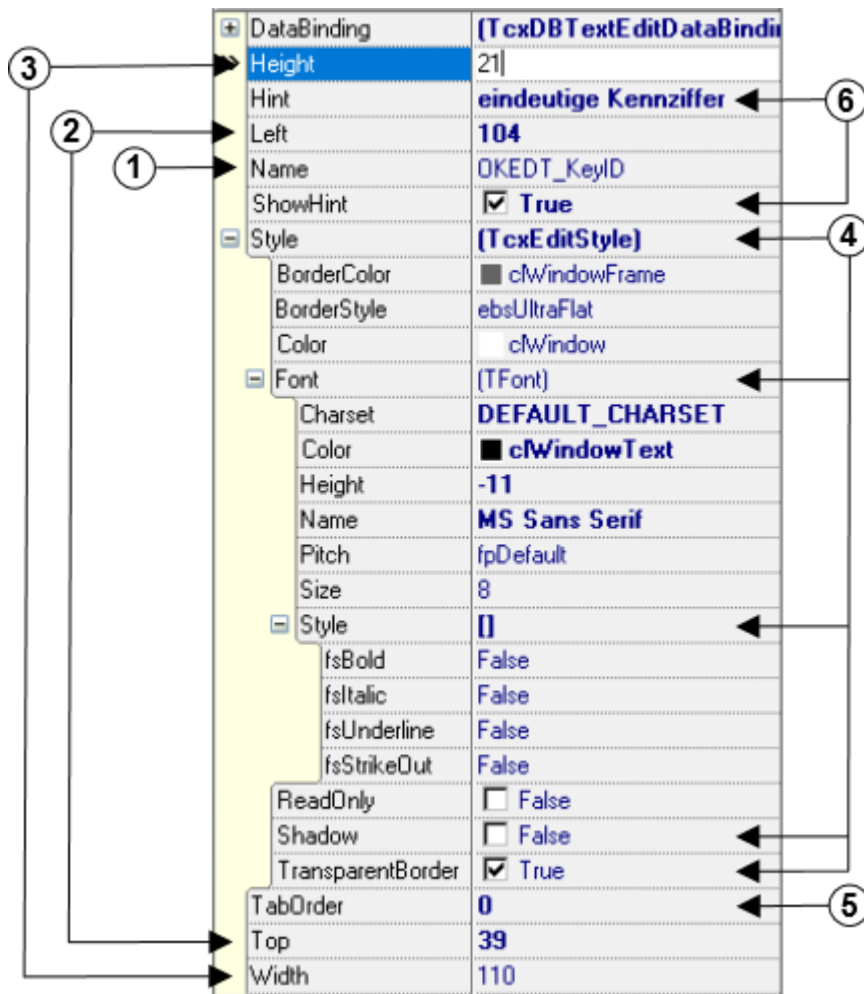 DataBinding (TcxDBTextEditDataBindin
3 Height 21
Hint eindeutige Kennziffer 6
2 Left 104
1 Name OKEDT_KeyID
ShowHint True
Style (TcxEditStyle) 4
BorderColor clWindowFrame
BorderStyle ebsUltraFlat
Color clWindow
Font (TFont)
Charset DEFAULT_CHARSET
Color clWindowText
Height -11
Name MS Sans Serif
Pitch fpDefault
Size 8
Style []
fsBold False
fsItalic False
fsUnderline False
fsStrikeOut False
ReadOnly False
Shadow False
TransparentBorder True
TabOrder 0 5
Top 39
Width 110